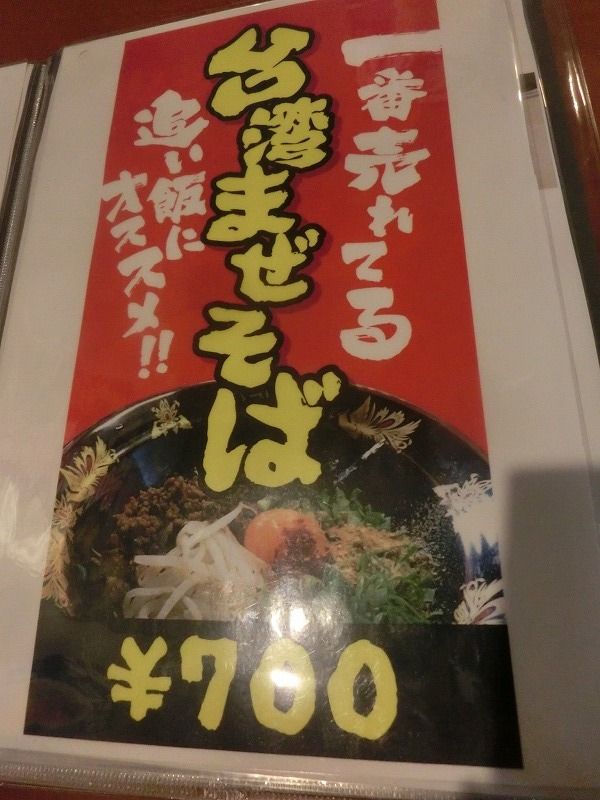 一番売れてる
台湾まぜそば
追い飯に
オススメ!!
¥700